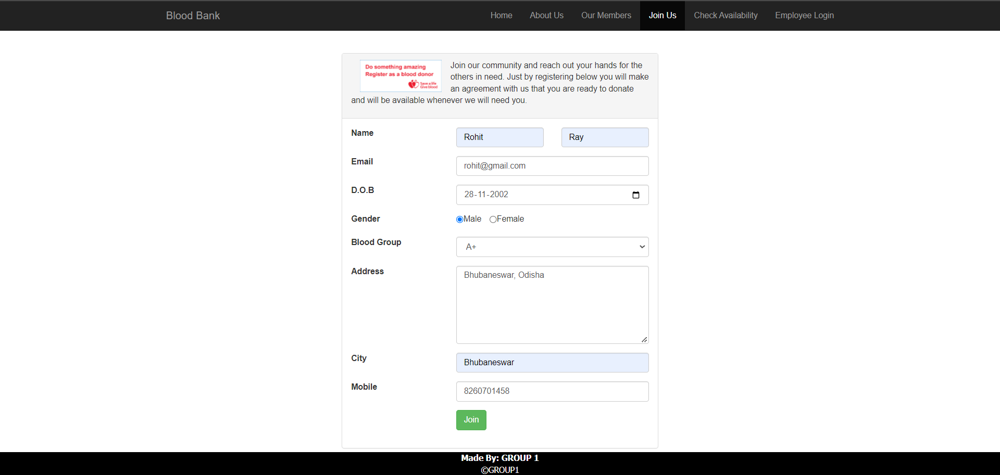 Blood Bank Home About Us Our Members Join Us Check Availability Employee Login
Do something amazing
Register as a blood donor
Save a life
Give blood
Join our community and reach out your hands for the
others in need. Just by registering below you will make
an agreement with us that you are ready to donate
and will be available whenever we will need you.
Name Rohit Ray
Email rohit@gmail.com
D.O.B 28-11-2002
Gender Male Female
Blood Group A+
Address Bhubaneswar, Odisha
City Bhubaneswar
Mobile 8260701458
Join
Made By: GROUP 1
©GROUP1